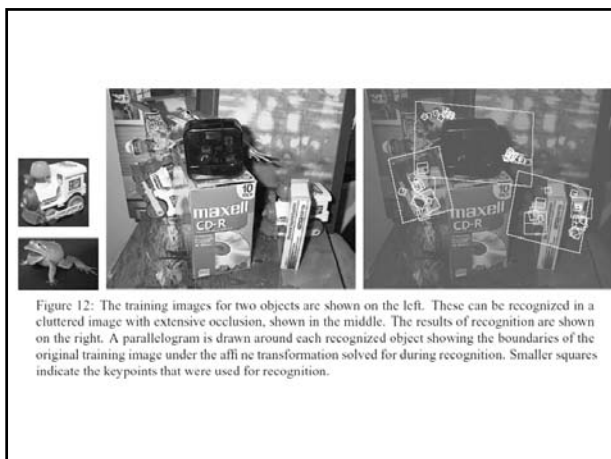 10
maxell
CD-R
10
maxell
CD-R
Figure 12: The training images for two objects are shown on the left. These can be recognized in a
cluttered image with extensive occlusion, shown in the middle. The results of recognition are shown
on the right. A parallelogram is drawn around each recognized object showing the boundaries of the
original training image under the affi ne transformation solved for during recognition. Smaller squares
indicate the keypoints that were used for recognition.